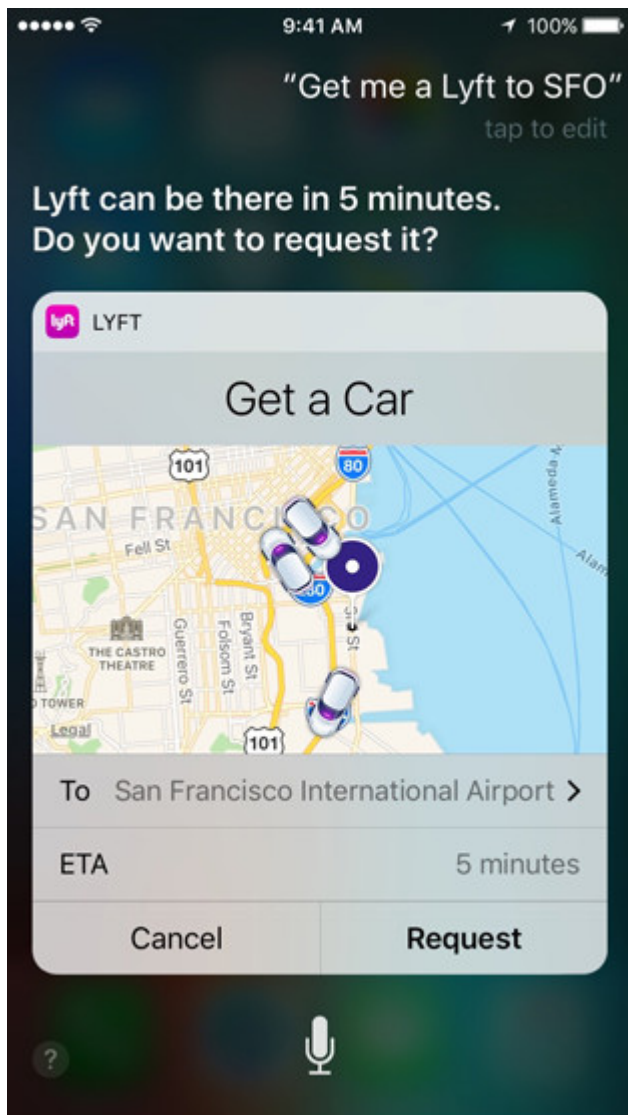 9:41 AM
100%
“Get me a Lyft to SFO”
tap to edit
Lyft can be there in 5 minutes.
Do you want to request it?
lyft LYFT
Get a Car
101
80
Alameda
SAN FRANCISCO
Fell St
THE CASTRO
THEATRE
Guerrero St
Folsom St
Bryant St
TOWER
Legal
101
To San Francisco International Airport >
ETA 5 minutes
Cancel Request
?